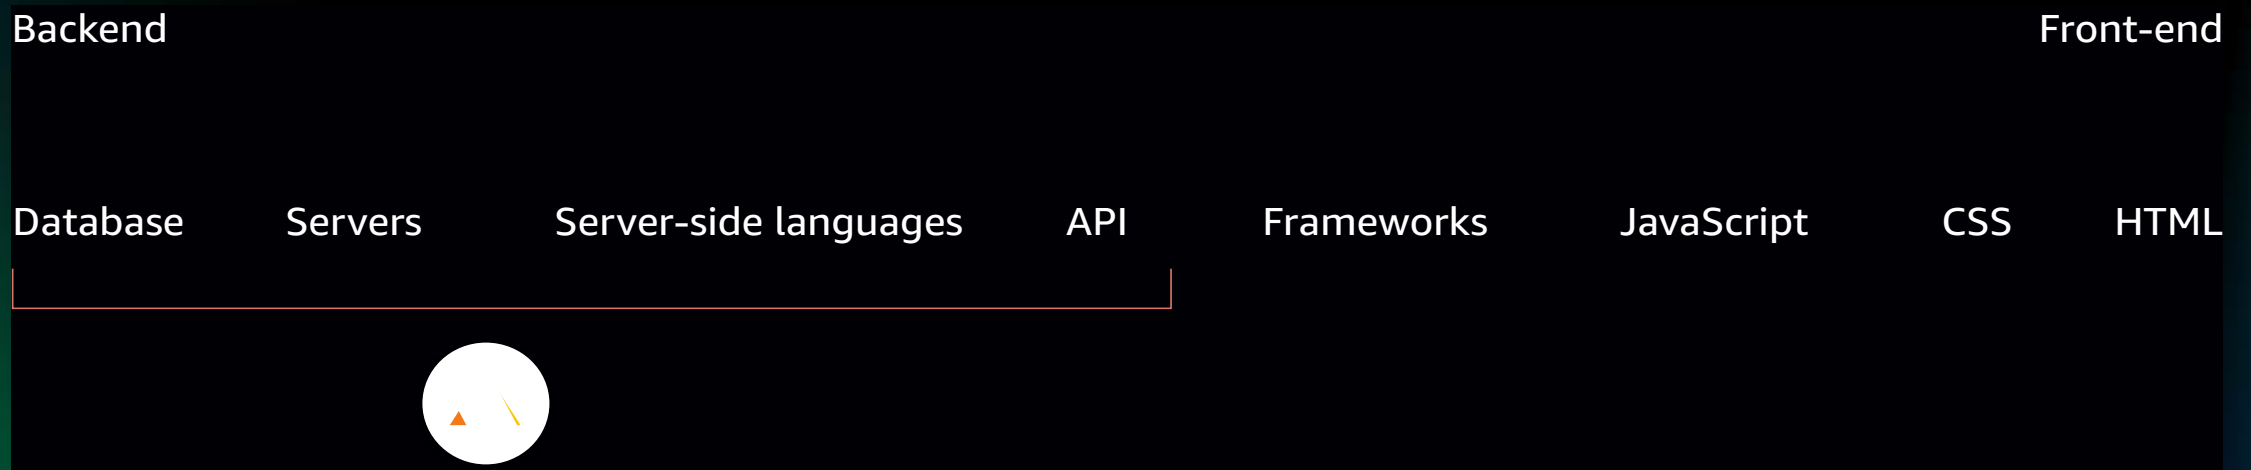 Backend Front-end
Database Servers Server-side languages API Frameworks JavaScript CSS HTML